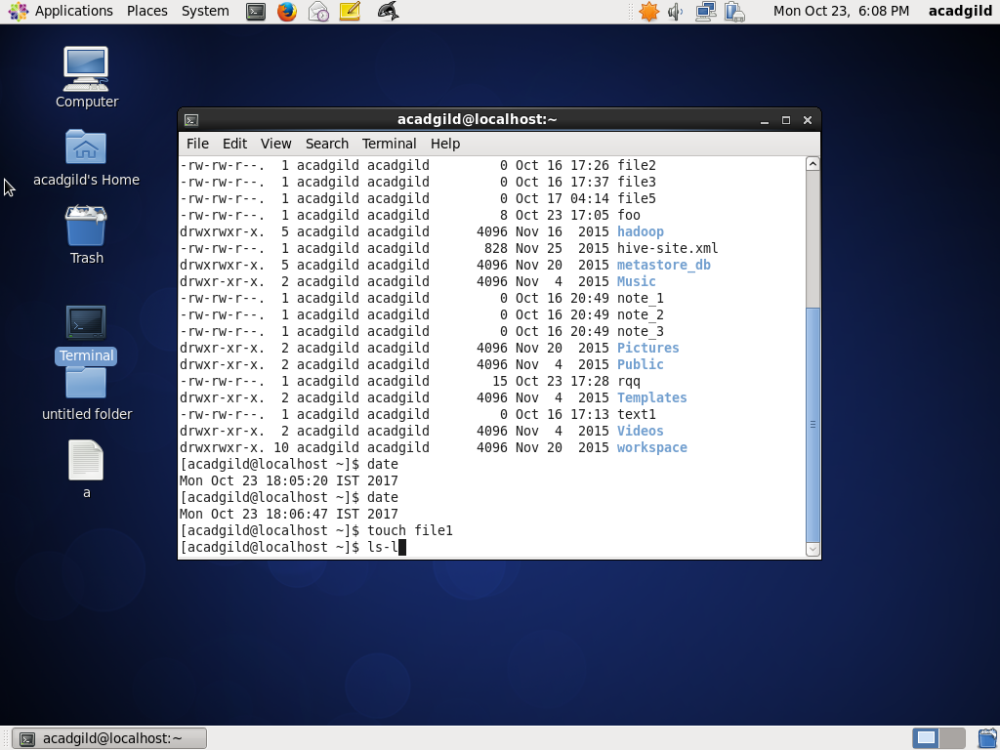 Applications Places System Mon Oct 23, 6:08 PM acadgild
Computer
acadgild's Home
Trash
Terminal
untitled folder
a
acadgild@localhost:~
File Edit View Search Terminal Help
-rw-rw-r--.  1 acadgild acadgild         0 Oct 16 17:26 file2
-rw-rw-r--.  1 acadgild acadgild         0 Oct 16 17:37 file3
-rw-rw-r--.  1 acadgild acadgild         0 Oct 17 04:14 file5
-rw-rw-r--.  1 acadgild acadgild         8 Oct 23 17:05 foo
drwxrwxr-x.  5 acadgild acadgild      4096 Nov 16  2015 hadoop
-rw-rw-r--.  1 acadgild acadgild       828 Nov 25  2015 hive-site.xml
drwxrwxr-x.  5 acadgild acadgild      4096 Nov 20  2015 metastore_db
drwxr-xr-x.  2 acadgild acadgild      4096 Nov  4  2015 Music
-rw-rw-r--.  1 acadgild acadgild         0 Oct 16 20:49 note_1
-rw-rw-r--.  1 acadgild acadgild         0 Oct 16 20:49 note_2
-rw-rw-r--.  1 acadgild acadgild         0 Oct 16 20:49 note_3
drwxr-xr-x.  2 acadgild acadgild      4096 Nov 20  2015 Pictures
drwxr-xr-x.  2 acadgild acadgild      4096 Nov  4  2015 Public
-rw-rw-r--.  1 acadgild acadgild        15 Oct 23 17:28 rqq
drwxr-xr-x.  2 acadgild acadgild      4096 Nov  4  2015 Templates
-rw-rw-r--.  1 acadgild acadgild         0 Oct 16 17:13 text1
drwxr-xr-x.  2 acadgild acadgild      4096 Nov  4  2015 Videos
drwxrwxr-x. 10 acadgild acadgild      4096 Nov 20  2015 workspace
[acadgild@localhost ~]$ date
Mon Oct 23 18:05:20 IST 2017
[acadgild@localhost ~]$ date
Mon Oct 23 18:06:47 IST 2017
[acadgild@localhost ~]$ touch file1
[acadgild@localhost ~]$ ls-l
acadgild@localhost:~